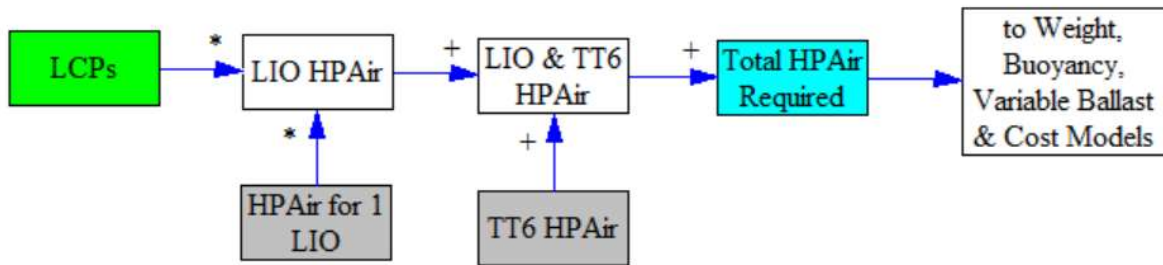 LCPs
*
LIO HPAir
*
HPAir for 1
LIO
+
LIO & TT6
HPAir
+
TT6 HPAir
+
Total HPAir
Required
to Weight,
Buoyancy,
Variable Ballast
& Cost Models